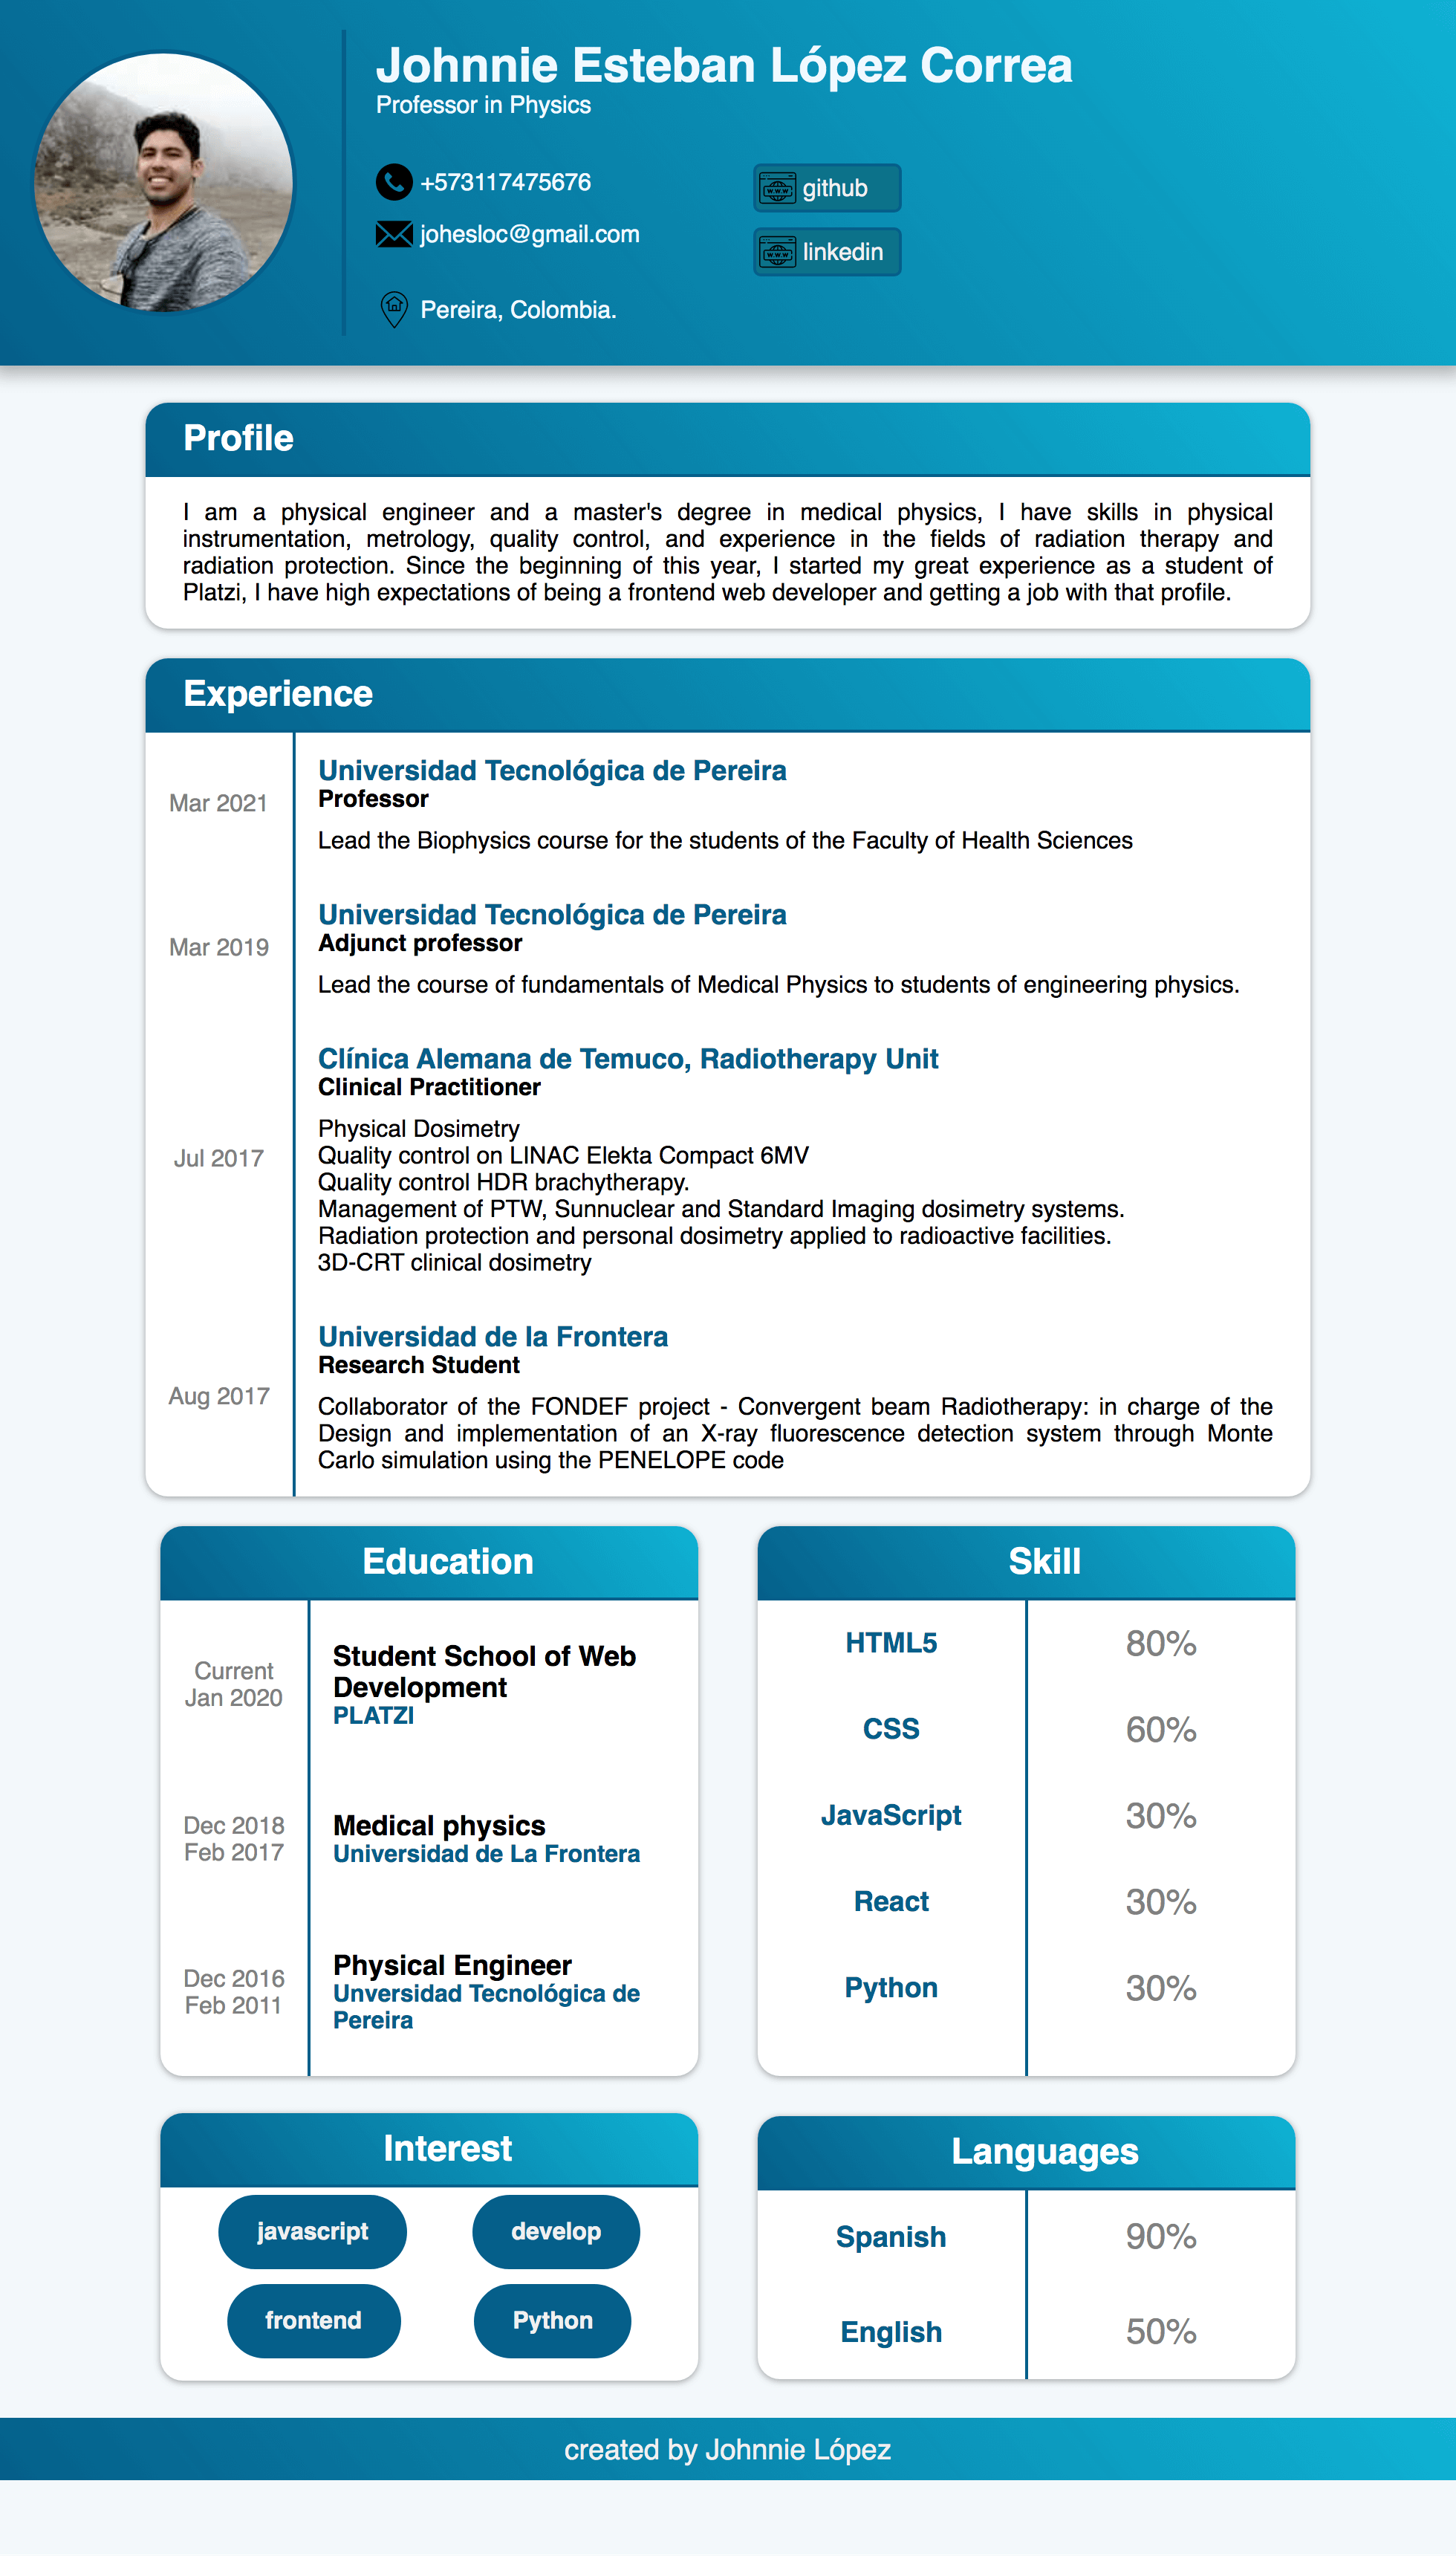 Johnnie Esteban López Correa
Professor in Physics
+573117475676
johesloc@gmail.com
Pereira, Colombia.
www github
www linkedin
Profile
I am a physical engineer and a master's degree in medical physics, I have skills in physical
instrumentation, metrology, quality control, and experience in the fields of radiation therapy and
radiation protection. Since the beginning of this year, I started my great experience as a student of
Platzi, I have high expectations of being a frontend web developer and getting a job with that profile.
Experience
Mar 2021
Universidad Tecnológica de Pereira
Professor
Lead the Biophysics course for the students of the Faculty of Health Sciences
Mar 2019
Universidad Tecnológica de Pereira
Adjunct professor
Lead the course of fundamentals of Medical Physics to students of engineering physics.
Jul 2017
Clínica Alemana de Temuco, Radiotherapy Unit
Clinical Practitioner
Physical Dosimetry
Quality control on LINAC Elekta Compact 6MV
Quality control HDR brachytherapy.
Management of PTW, Sunnuclear and Standard Imaging dosimetry systems.
Radiation protection and personal dosimetry applied to radioactive facilities.
3D-CRT clinical dosimetry
Aug 2017
Universidad de la Frontera
Research Student
Collaborator of the FONDEF project - Convergent beam Radiotherapy: in charge of the
Design and implementation of an X-ray fluorescence detection system through Monte
Carlo simulation using the PENELOPE code
Education
Current
Jan 2020
Student School of Web
Development
PLATZI
Dec 2018
Feb 2017
Medical physics
Universidad de La Frontera
Dec 2016
Feb 2011
Physical Engineer
Unversidad Tecnológica de
Pereira
Skill
HTML5 80%
CSS 60%
JavaScript 30%
React 30%
Python 30%
Interest
javascript develop
frontend Python
Languages
Spanish 90%
English 50%
created by Johnnie López